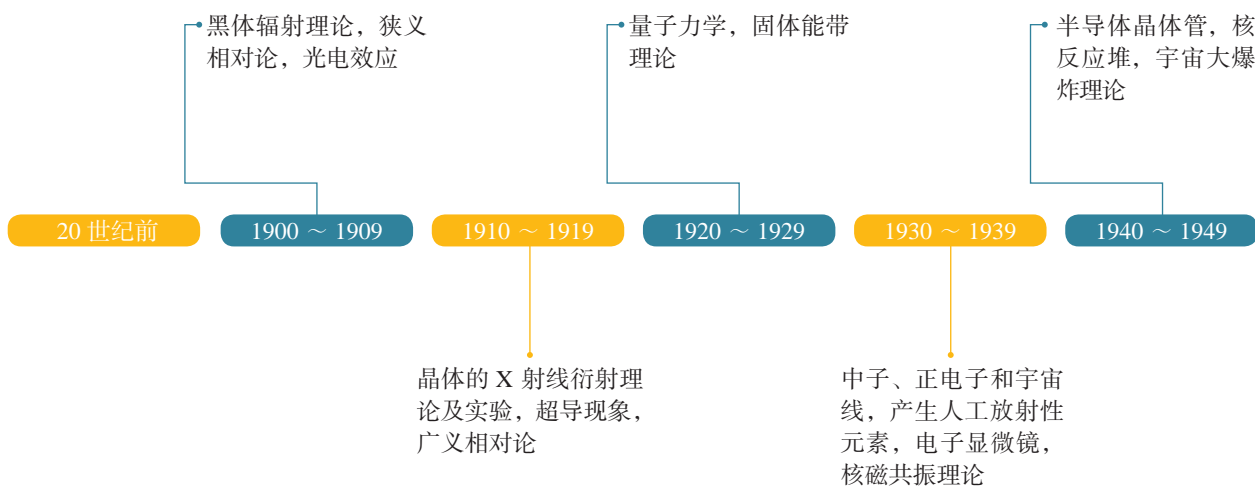 黑体辐射理论，狭义
相对论，光电效应
量子力学，固体能带
理论
半导体晶体管，核
反应堆，宇宙大爆
炸理论
20 世纪前
1900 ～ 1909
1910 ～ 1919
1920 ～ 1929
1930 ～ 1939
1940 ～ 1949
晶体的 X 射线衍射理
论及实验，超导现象，
广义相对论
中子、正电子和宇宙
线，产生人工放射性
元素，电子显微镜，
核磁共振理论